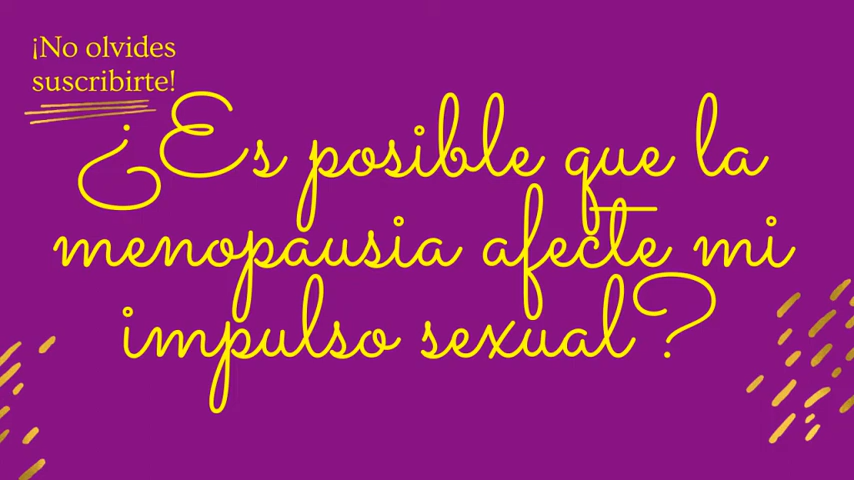 ¡No olvides
suscribirte!
¿Es posible que la
menopausia afecte mi
impulso sexual?